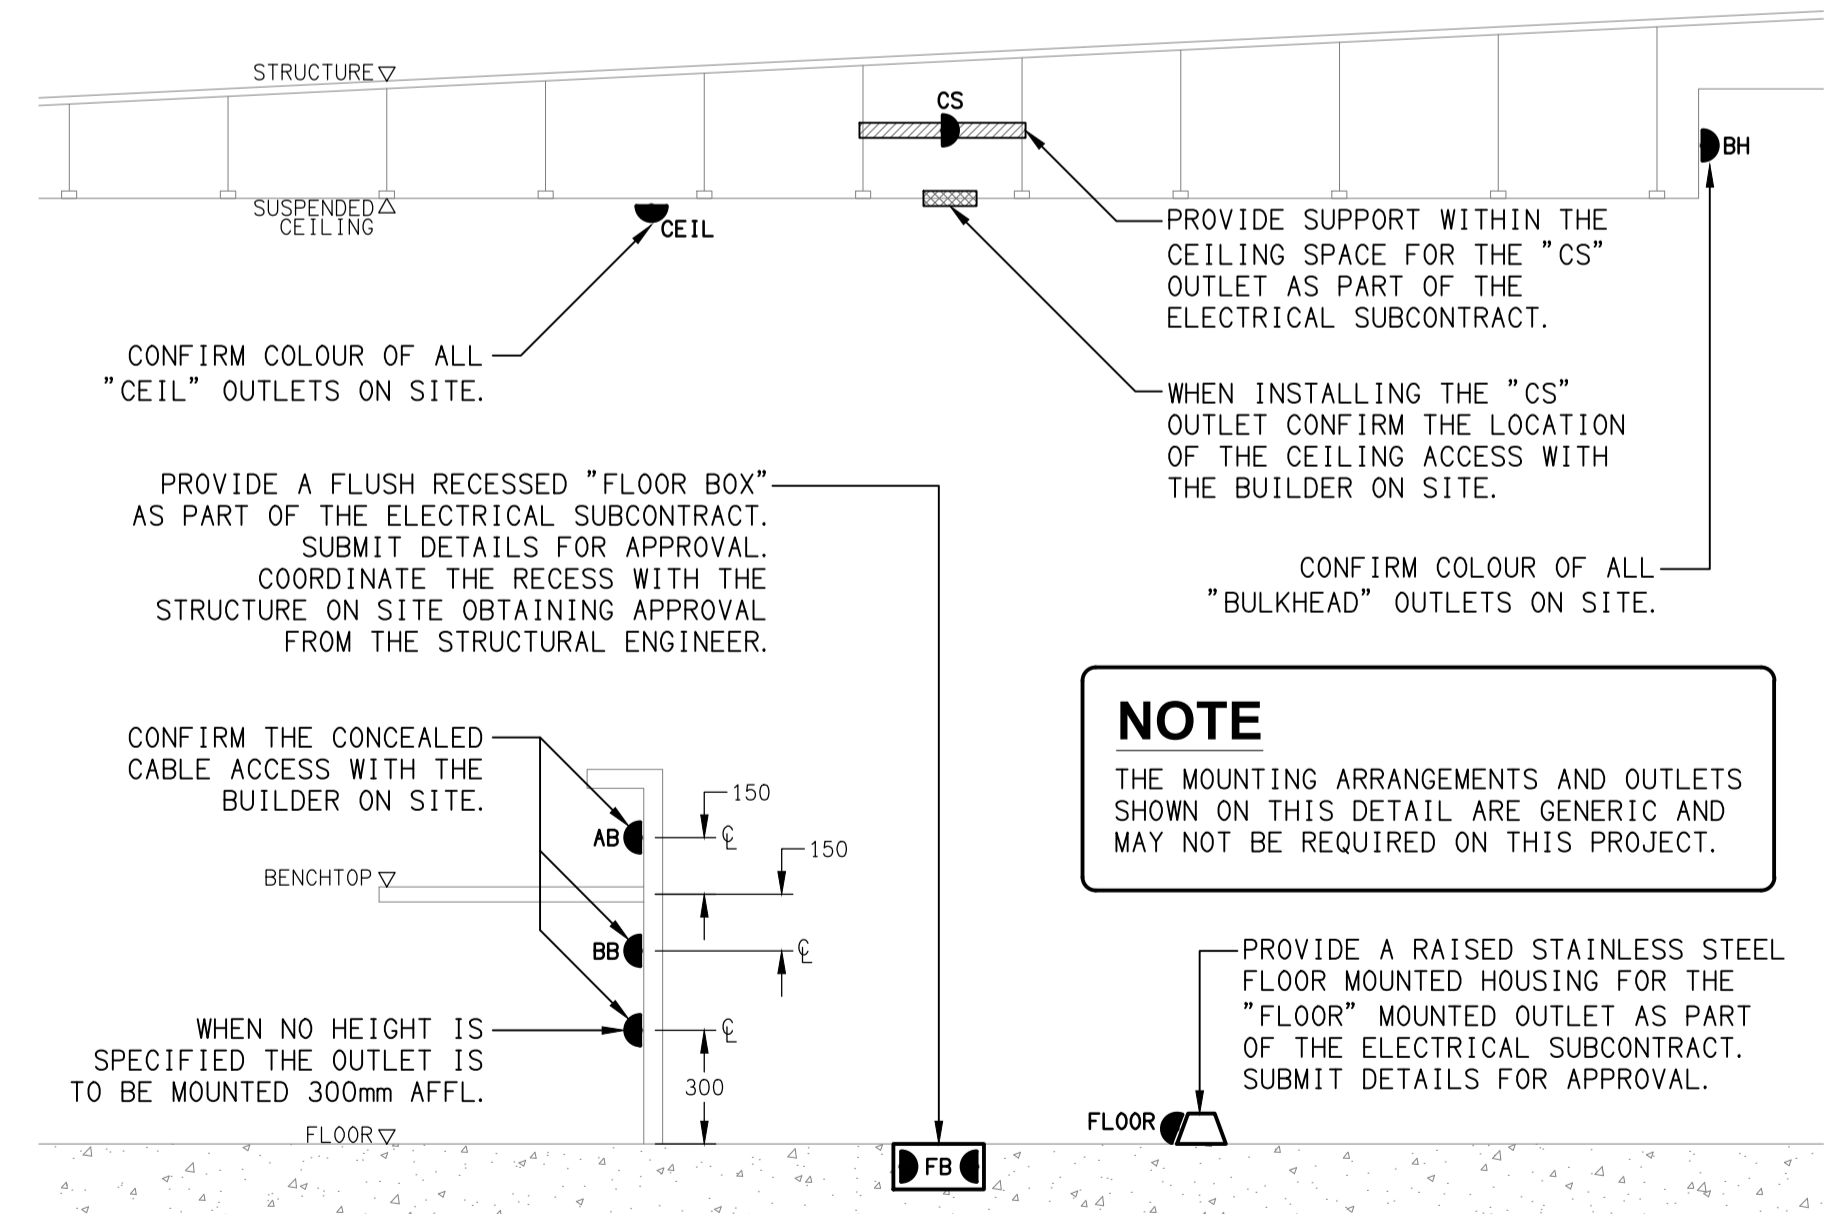 STRUCTURE
CS
BH
SUSPENDED
CEILING
CEIL
PROVIDE SUPPORT WITHIN THE
CEILING SPACE FOR THE "CS"
OUTLET AS PART OF THE
ELECTRICAL SUBCONTRACT.
CONFIRM COLOUR OF ALL
"CEIL" OUTLETS ON SITE.
WHEN INSTALLING THE "CS"
OUTLET CONFIRM THE LOCATION
OF THE CEILING ACCESS WITH
THE BUILDER ON SITE.
PROVIDE A FLUSH RECESSED "FLOOR BOX"
AS PART OF THE ELECTRICAL SUBCONTRACT.
SUBMIT DETAILS FOR APPROVAL.
COORDINATE THE RECESS WITH THE
STRUCTURE ON SITE OBTAINING APPROVAL
FROM THE STRUCTURAL ENGINEER.
CONFIRM COLOUR OF ALL
"BULKHEAD" OUTLETS ON SITE.
NOTE
THE MOUNTING ARRANGEMENTS AND OUTLETS
SHOWN ON THIS DETAIL ARE GENERIC AND
MAY NOT BE REQUIRED ON THIS PROJECT.
CONFIRM THE CONCEALED
CABLE ACCESS WITH THE
BUILDER ON SITE.
150
AB
℄
150
BENCHTOP
BB
℄
WHEN NO HEIGHT IS
SPECIFIED THE OUTLET IS
TO BE MOUNTED 300mm AFFL.
℄
300
PROVIDE A RAISED STAINLESS STEEL
FLOOR MOUNTED HOUSING FOR THE
"FLOOR" MOUNTED OUTLET AS PART
OF THE ELECTRICAL SUBCONTRACT.
SUBMIT DETAILS FOR APPROVAL.
FLOOR
FLOOR
FB